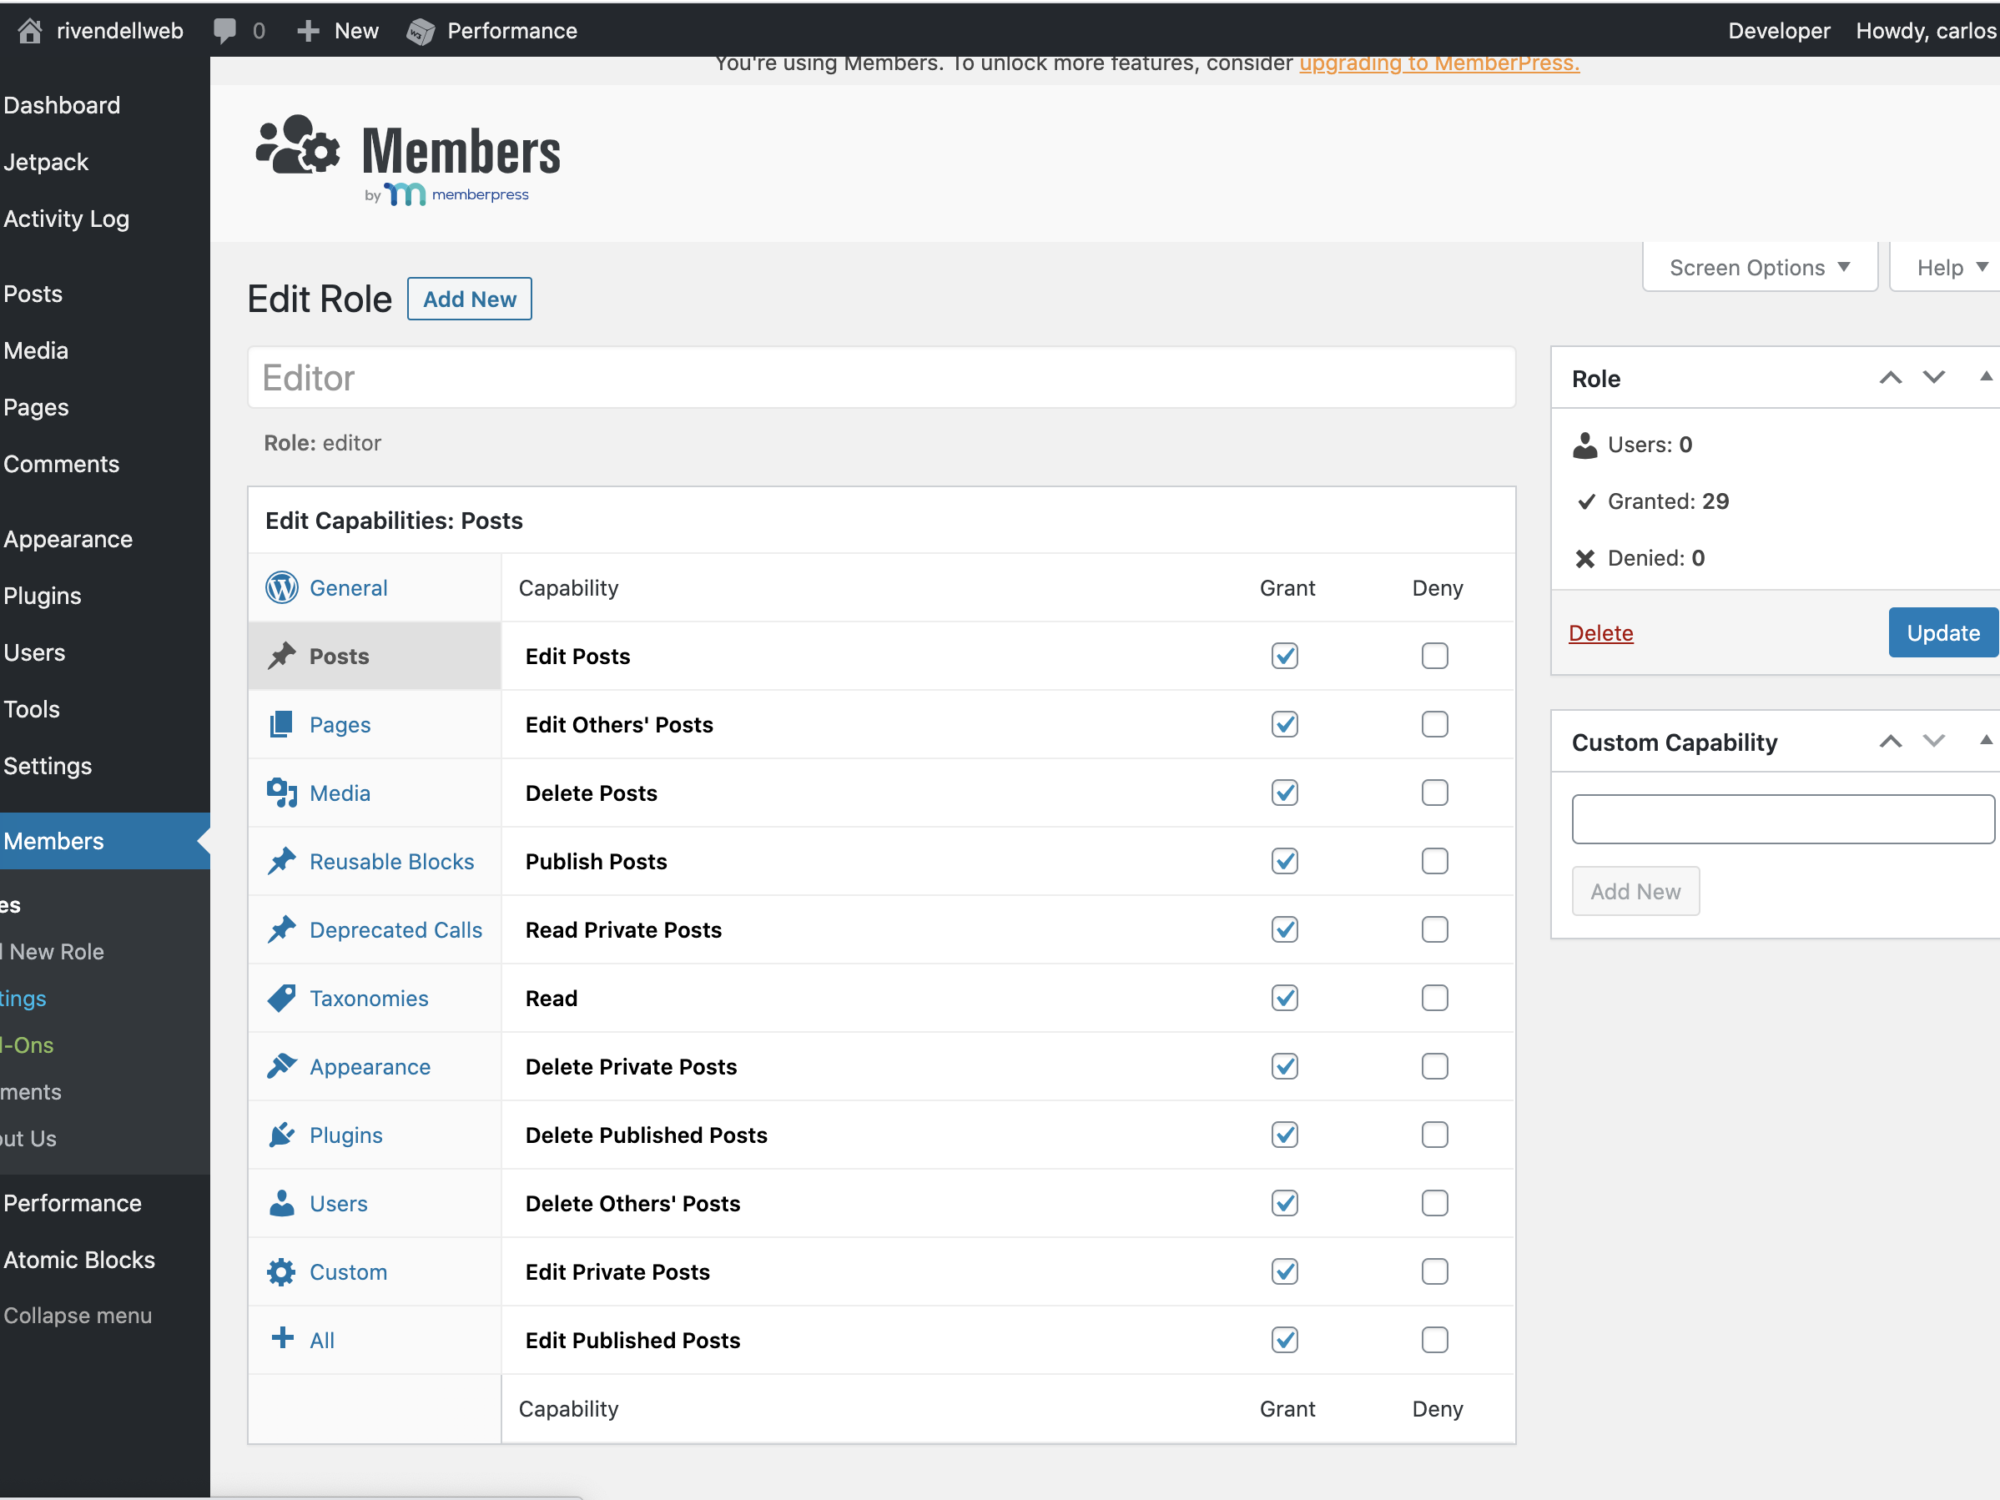 rivendellweb 0 New Performance Developer Howdy, carlos
You're using Members. To unlock more features, consider upgrading to MemberPress.
Dashboard
Jetpack
Activity Log
Posts
Media
Pages
Comments
Appearance
Plugins
Users
Tools
Settings
Members
es
New Role
tings
-Ons
ments
out Us
Performance
Atomic Blocks
Collapse menu
Members
by m memberpress
Screen Options Help
Edit Role Add New
Editor
Role: editor
Edit Capabilities: Posts
General
Posts
Pages
Media
Reusable Blocks
Deprecated Calls
Taxonomies
Appearance
Plugins
Users
Custom
All
Capability Grant Deny
Edit Posts
Edit Others' Posts
Delete Posts
Publish Posts
Read Private Posts
Read
Delete Private Posts
Delete Published Posts
Delete Others' Posts
Edit Private Posts
Edit Published Posts
Capability Grant Deny
Role
Users: 0
Granted: 29
Denied: 0
Delete Update
Custom Capability
Add New